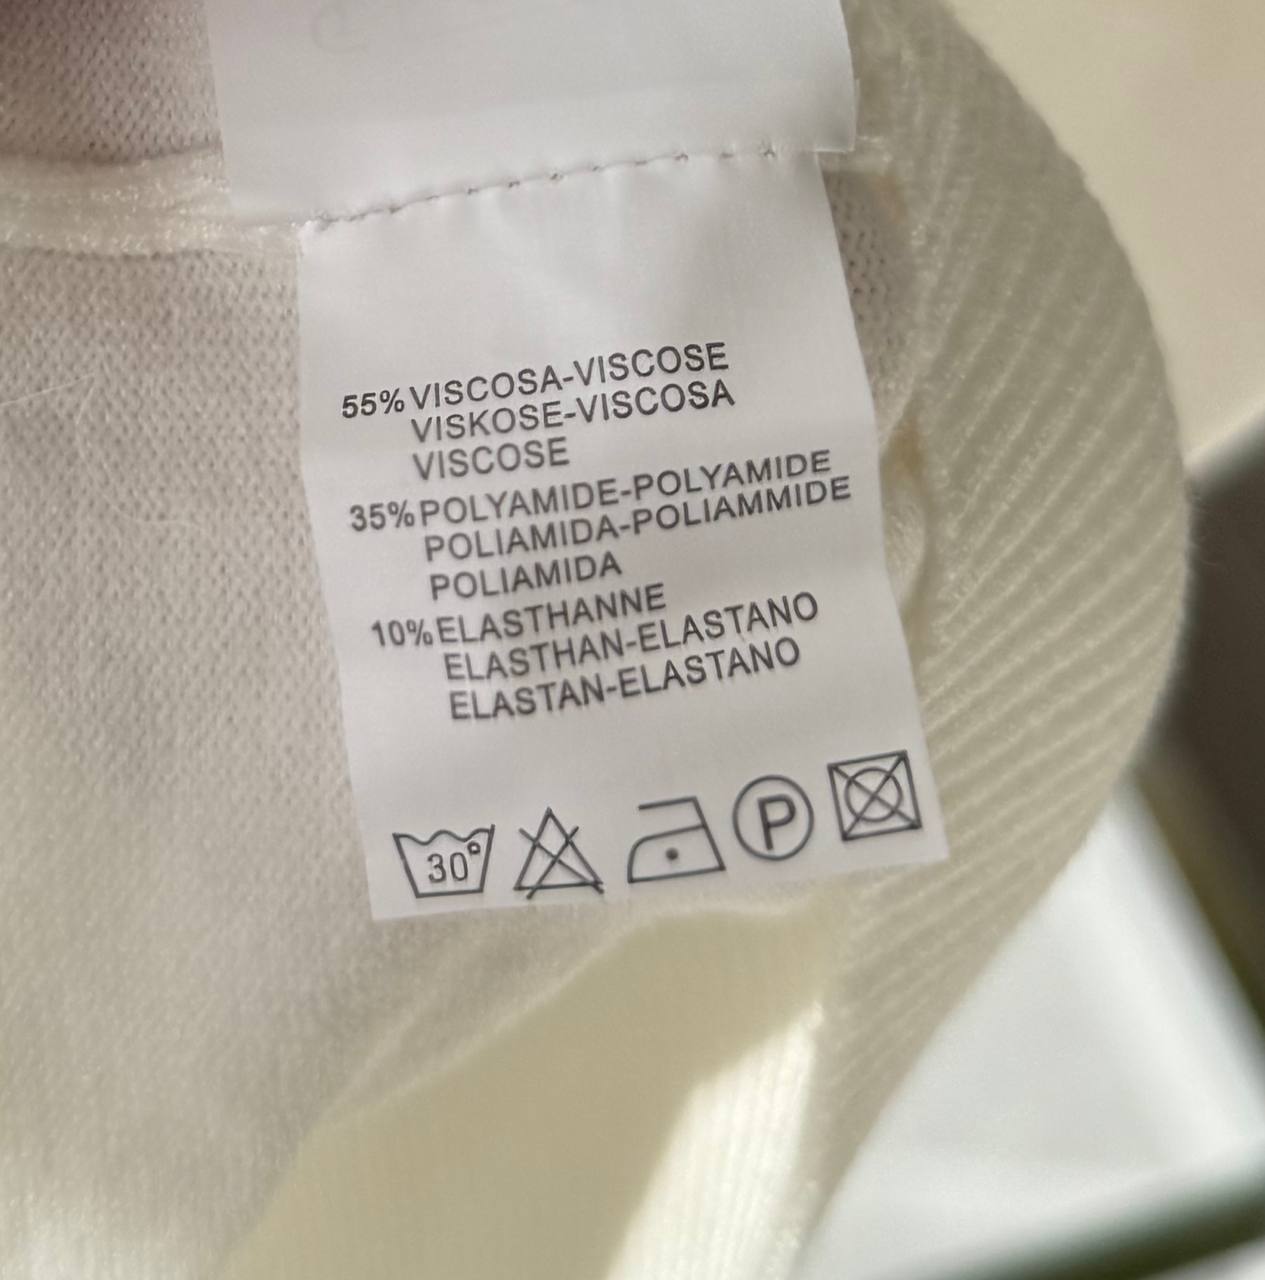 55% VISCOSA-VISCOSE
VISKOSE-VISCOSA
VISCOSE
35% POLYAMIDE-POLYAMIDE
POLIAMIDA-POLIAMMIDE
POLIAMIDA
10% ELASTHANNE
ELASTHAN-ELASTANO
ELASTAN-ELASTANO
30° P